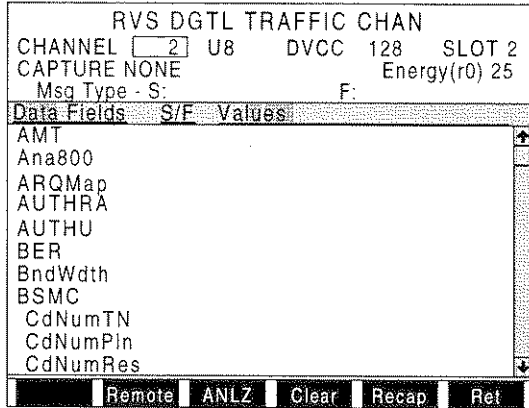 RVS DGTL TRAFFIC CHAN
CHANNEL 2 U8 DVCC 128 SLOT 2
CAPTURE NONE Energy(r0) 25
Msg Type - S: F:
Data Fields S/F Values
AMT
Ana800
ARQMap
AUTHRA
AUTHU
BER
BndWdth
BSMC
CdNumTN
CdNumPln
CdNumRes
Remote ANLZ Clear Recap Ret